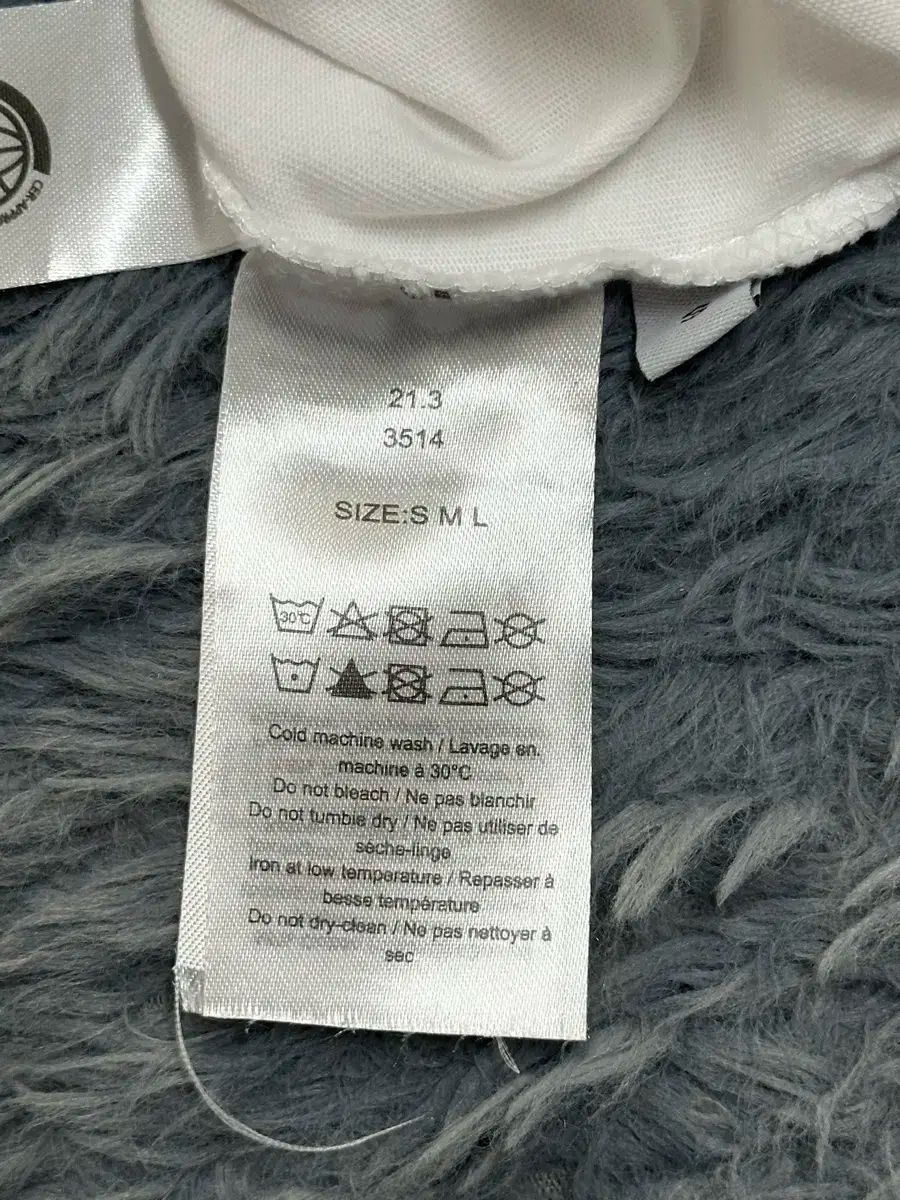 21.3
3514
SIZE:S M L
30°C
Cold machine wash / Lavage en
machine à 30°C
Do not bleach / Ne pas blanchir
Do not tumble dry / Ne pas utiliser de
sèche-linge
Iron at low temperature / Repasser à
besse température
Do not dry-clean / Ne pas nettoyer à
sec